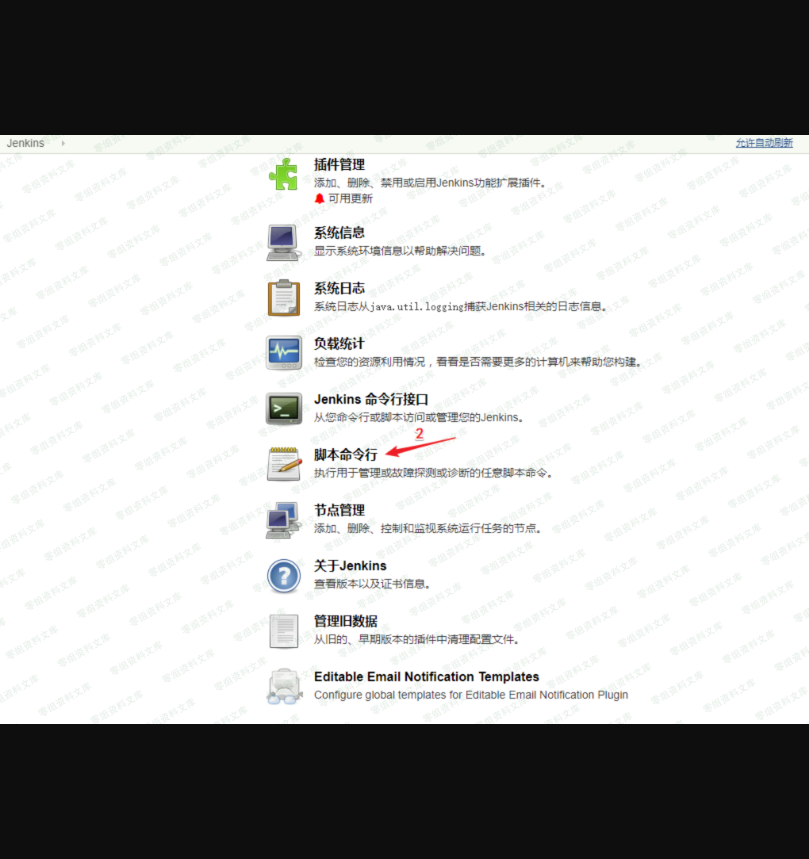 Jenkins
允许自动刷新
插件管理
添加、删除、禁用或启用Jenkins功能扩展插件。
可用更新
系统信息
显示系统环境信息以帮助解决问题。
系统日志
系统日志从java.util.logging捕获Jenkins相关的日志信息。
负载统计
检查您的资源利用情况，看看是否需要更多的计算机来帮助您构建。
Jenkins 命令行接口
从您命令行或脚本访问或管理您的Jenkins。
2
脚本命令行
执行用于管理或故障探测或诊断的任意脚本命令。
节点管理
添加、删除、控制和监视系统运行任务的节点。
关于Jenkins
查看版本以及证书信息。
管理旧数据
从旧的、早期版本的插件中清理配置文件。
Editable Email Notification Templates
Configure global templates for Editable Email Notification Plugin
零组资料文库